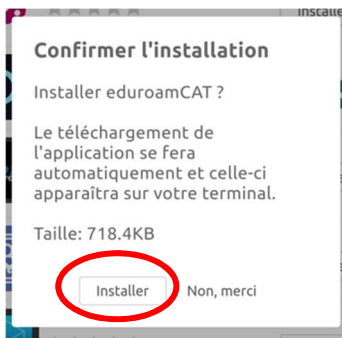 Installe
Confirmer l'installation
Installer eduroamCAT ?
Le téléchargement de
l'application se fera
automatiquement et celle-ci
apparaîtra sur votre terminal.
Taille: 718.4KB
Installer Non, merci